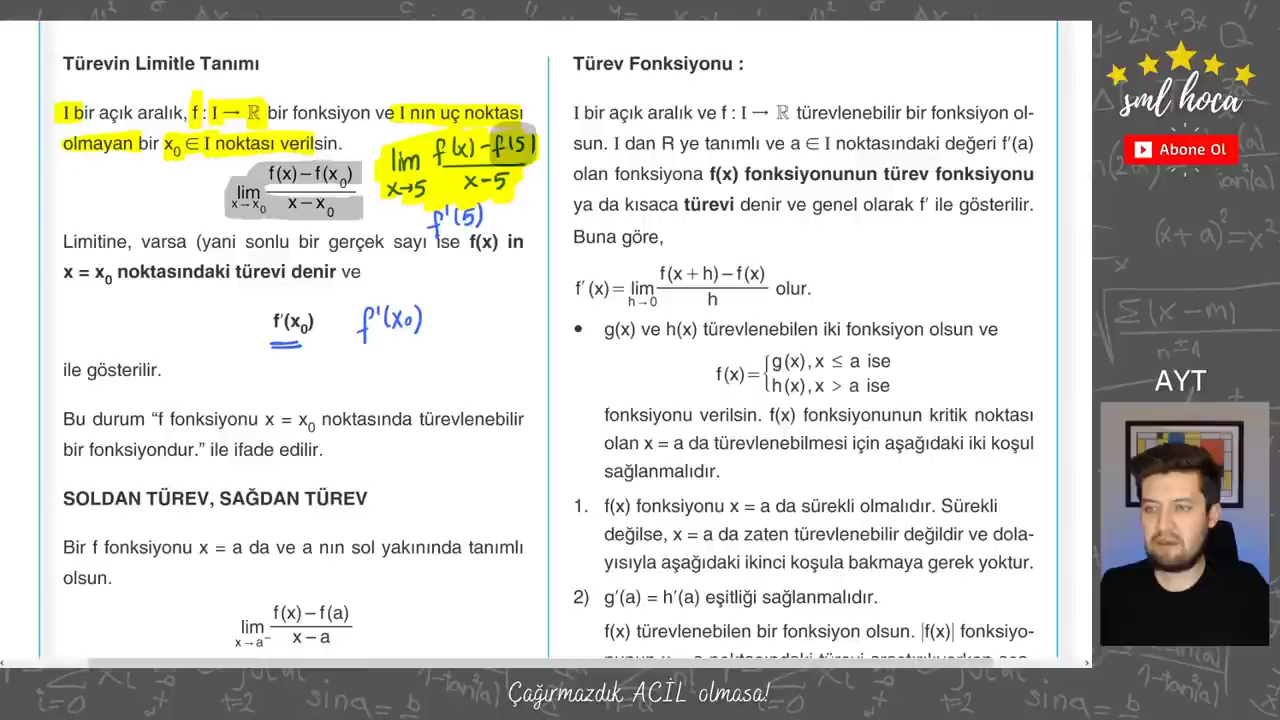 Türevin Limitle Tanımı
I bir açık aralık, f : I → ℝ bir fonksiyon ve I nın uç noktası
olmayan bir x₀ ∈ I noktası verilsin.
lim x→x₀ f(x) – f(x₀) / x – x₀
lim x→5 f(x) – f(5) / x – 5
f'(5)
Limitine, varsa (yani sonlu bir gerçek sayı ise f(x) in
x = x₀ noktasındaki türevi denir ve
f'(x₀) f'(x₀)
ile gösterilir.
Bu durum “f fonksiyonu x = x₀ noktasında türevlenebilir
bir fonksiyondur.” ile ifade edilir.
SOLDAN TÜREV, SAĞDAN TÜREV
Bir f fonksiyonu x = a da ve a nın sol yakınında tanımlı
olsun.
lim x→a⁻ f(x) – f(a) / x – a
Türev Fonksiyonu :
I bir açık aralık ve f : I → ℝ türevlenebilir bir fonksiyon ol-
sun. I dan R ye tanımlı ve a ∈ I noktasındaki değeri f'(a)
olan fonksiyona f(x) fonksiyonunun türev fonksiyonu
ya da kısaca türevi denir ve genel olarak f' ile gösterilir.
Buna göre,
f'(x) = lim h→0 f(x + h) – f(x) / h olur.
• g(x) ve h(x) türevlenebilen iki fonksiyon olsun ve
f(x) = { g(x), x ≤ a ise
h(x), x > a ise
fonksiyonu verilsin. f(x) fonksiyonunun kritik noktası
olan x = a da türevlenebilmesi için aşağıdaki iki koşul
sağlanmalıdır.
1. f(x) fonksiyonu x = a da sürekli olmalıdır. Sürekli
değilse, x = a da zaten türevlenebilir değildir ve dola-
yısıyla aşağıdaki ikinci koşula bakmaya gerek yoktur.
2) g'(a) = h'(a) eşitliği sağlanmalıdır.
f(x) türevlenebilen bir fonksiyon olsun. |f(x)| fonksiyo-
sml hoca
Abone Ol
AYT
Çağırmazdık ACİL olmasa!